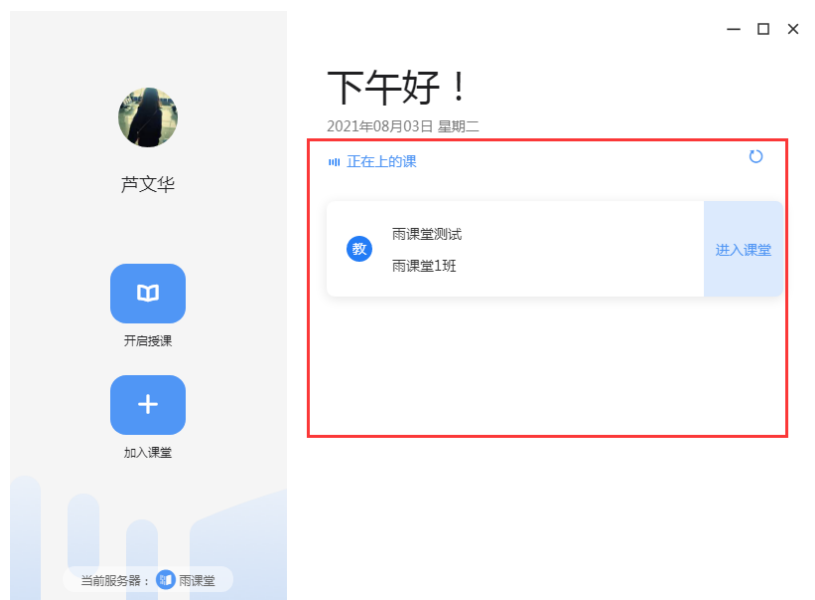 芦文华
开启授课
加入课堂
当前服务器： 雨课堂
下午好！
2021年08月03日 星期二
正在上的课
教
雨课堂测试
雨课堂1班
进入课堂